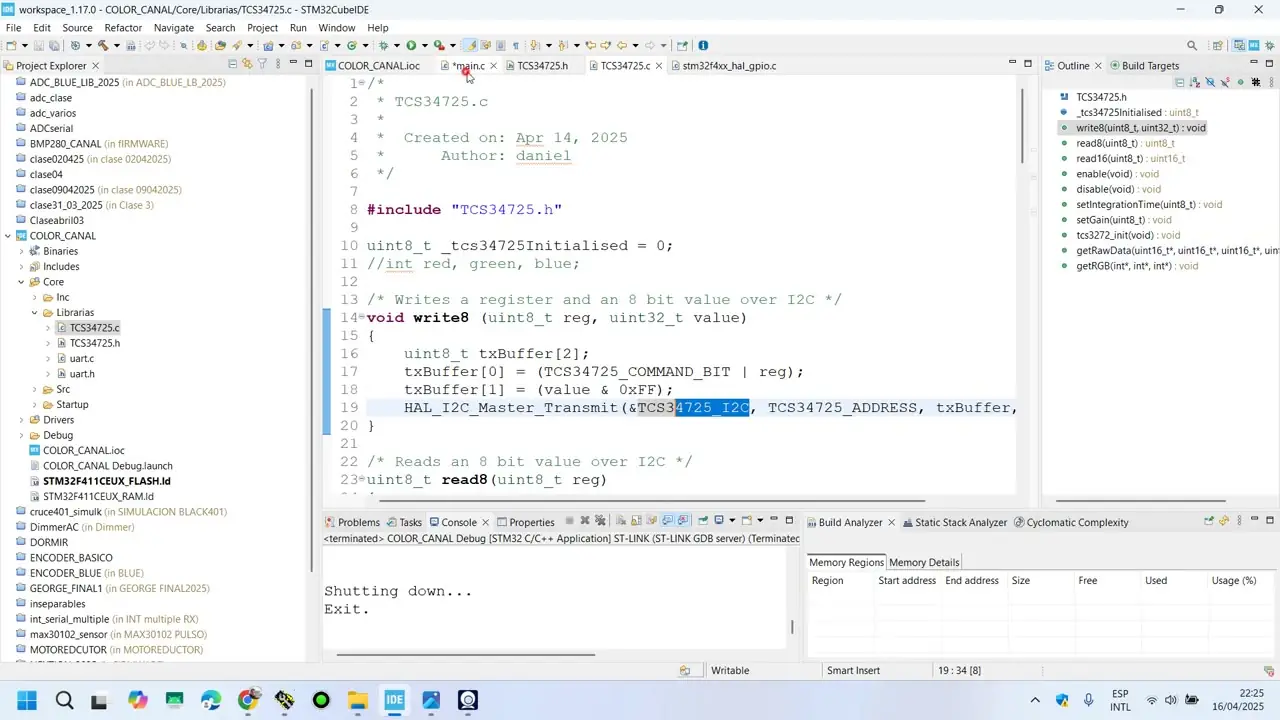 workspace_1.17.0 - COLOR_CANAL/Core/Librarias/TCS34725.c - STM32CubeIDE
File Edit Source Refactor Navigate Search Project Run Window Help
Project Explorer
ADC_BLUE_LIB_2025 (in ADC_BLUE_LIB_2025)
adc_clase
adc_varios
ADCserial
BMP280_CANAL (in fIRMWARE)
clase020425 (in clase 02042025)
clase04
clase09042025 (in clase 09042025)
clase31_03_2025 (in Clase 3)
Claseabril03
COLOR_CANAL
Binaries
Includes
Core
Inc
Librarias
TCS34725.c
TCS34725.h
uart.c
uart.h
Src
Startup
Drivers
Debug
COLOR_CANAL.ioc
COLOR_CANAL Debug.launch
STM32F411CEUX_FLASH.ld
STM32F411CEUX_RAM.ld
cruce401_simulk (in SIMULACION BLACK401)
DimmerAC (in Dimmer)
DORMIR
ENCODER_BASICO
ENCODER_BLUE (in BLUE)
GEORGE_FINAL1 (in GEORGE FINAL2025)
inseparables
int_serial_multiple (in INT multiple RX)
max30102_sensor (in MAX30102 PULSO)
MOTOREDCUTOR (in MOTOREDUCTOR)
COLOR_CANAL.ioc *main.c TCS34725.h TCS34725.c stm32f4xx_hal_gpio.c
1 /*
2 * TCS34725.c
3 *
4 * Created on: Apr 14, 2025
5 * Author: daniel
6 */
7
8 #include "TCS34725.h"
9
10 uint8_t _tcs34725Initialised = 0;
11 //int red, green, blue;
12
13 /* Writes a register and an 8 bit value over I2C */
14 void write8 (uint8_t reg, uint32_t value)
15 {
16 uint8_t txBuffer[2];
17 txBuffer[0] = (TCS34725_COMMAND_BIT | reg);
18 txBuffer[1] = (value & 0xFF);
19 HAL_I2C_Master_Transmit(&TCS34725_I2C, TCS34725_ADDRESS, txBuffer,
20 }
21
22 /* Reads an 8 bit value over I2C */
23 uint8_t read8(uint8_t reg)
Outline Build Targets
TCS34725.h
_tcs34725Initialised : uint8_t
write8(uint8_t, uint32_t) : void
read8(uint8_t) : uint8_t
read16(uint8_t) : uint16_t
enable(void) : void
disable(void) : void
setIntegrationTime(uint8_t) : void
setGain(uint8_t) : void
tcs3272_init(void) : void
getRawData(uint16_t*, uint16_t*, uint16_t*, uin
getRGB(int*, int*, int*) : void
Problems Tasks Console Properties
<terminated> COLOR_CANAL Debug [STM32 C/C++ Application] ST-LINK (ST-LINK GDB server) (Terminatec
Shutting down...
Exit.
Build Analyzer Static Stack Analyzer Cyclomatic Complexity
Memory Regions Memory Details
Region Start address End address Size Free Used Usage (%)
Writable Smart Insert 19 : 34 [8]
ESP
INTL
22:25
16/04/2025